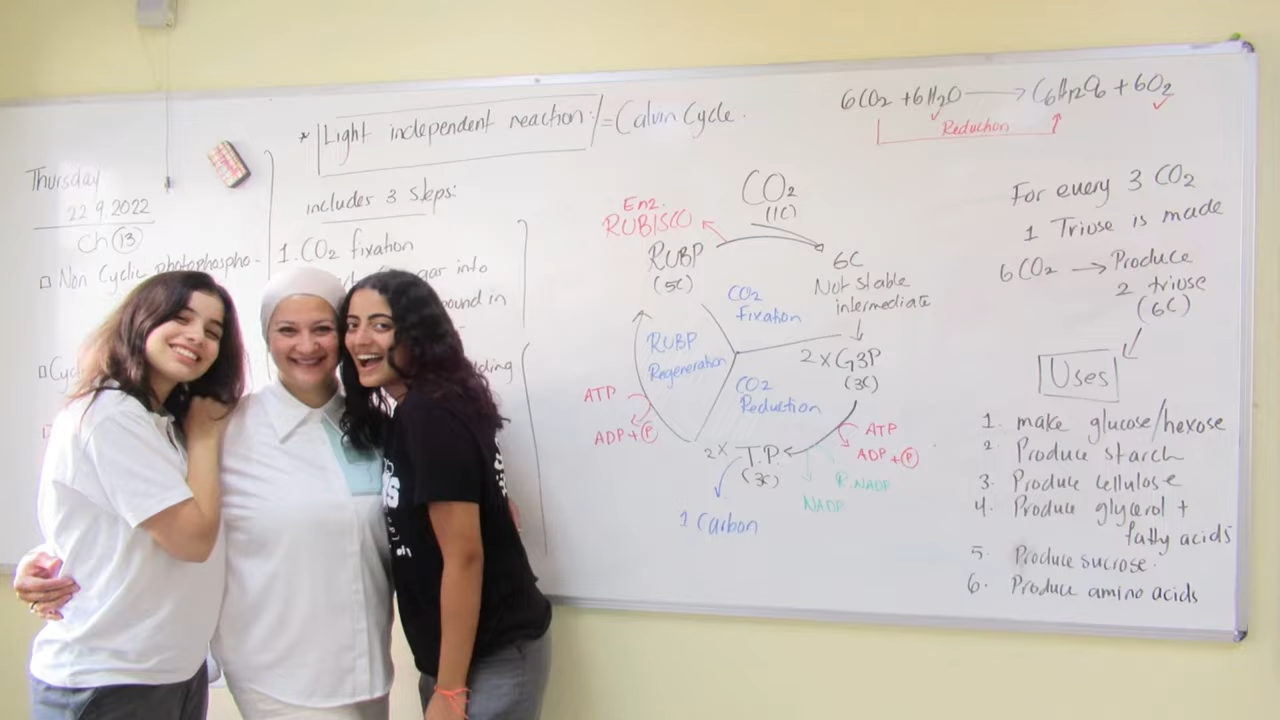 * Light independent reaction: = Calvin Cycle.
Thursday
22.9.2022
Ch 13
Non Cyclic photophospho-
includes 3 steps:
1. CO2 fixation
into
in
6CO2 + 6H2O → C6H12O6 + 6O2
Reduction
CO2
(1C)
Enz.
RUBISCO
RUBP
(5C)
6C
Not stable
intermediate
CO2
Fixation
RUBP
Regeneration
2 x G3P
(3C)
CO2
Reduction
ATP
ADP + P
ATP
ADP + P
2x T.P.
(3C)
R.NADP
NADP
1 Carbon
For every 3 CO2
1 Triose is made
6CO2 → Produce
2 triose
(6C)
Uses
1. make glucose/hexose
2 Produce starch
3. Produce cellulose
4. Produce glycerol +
fatty acids
5. Produce sucrose.
6. Produce amino acids